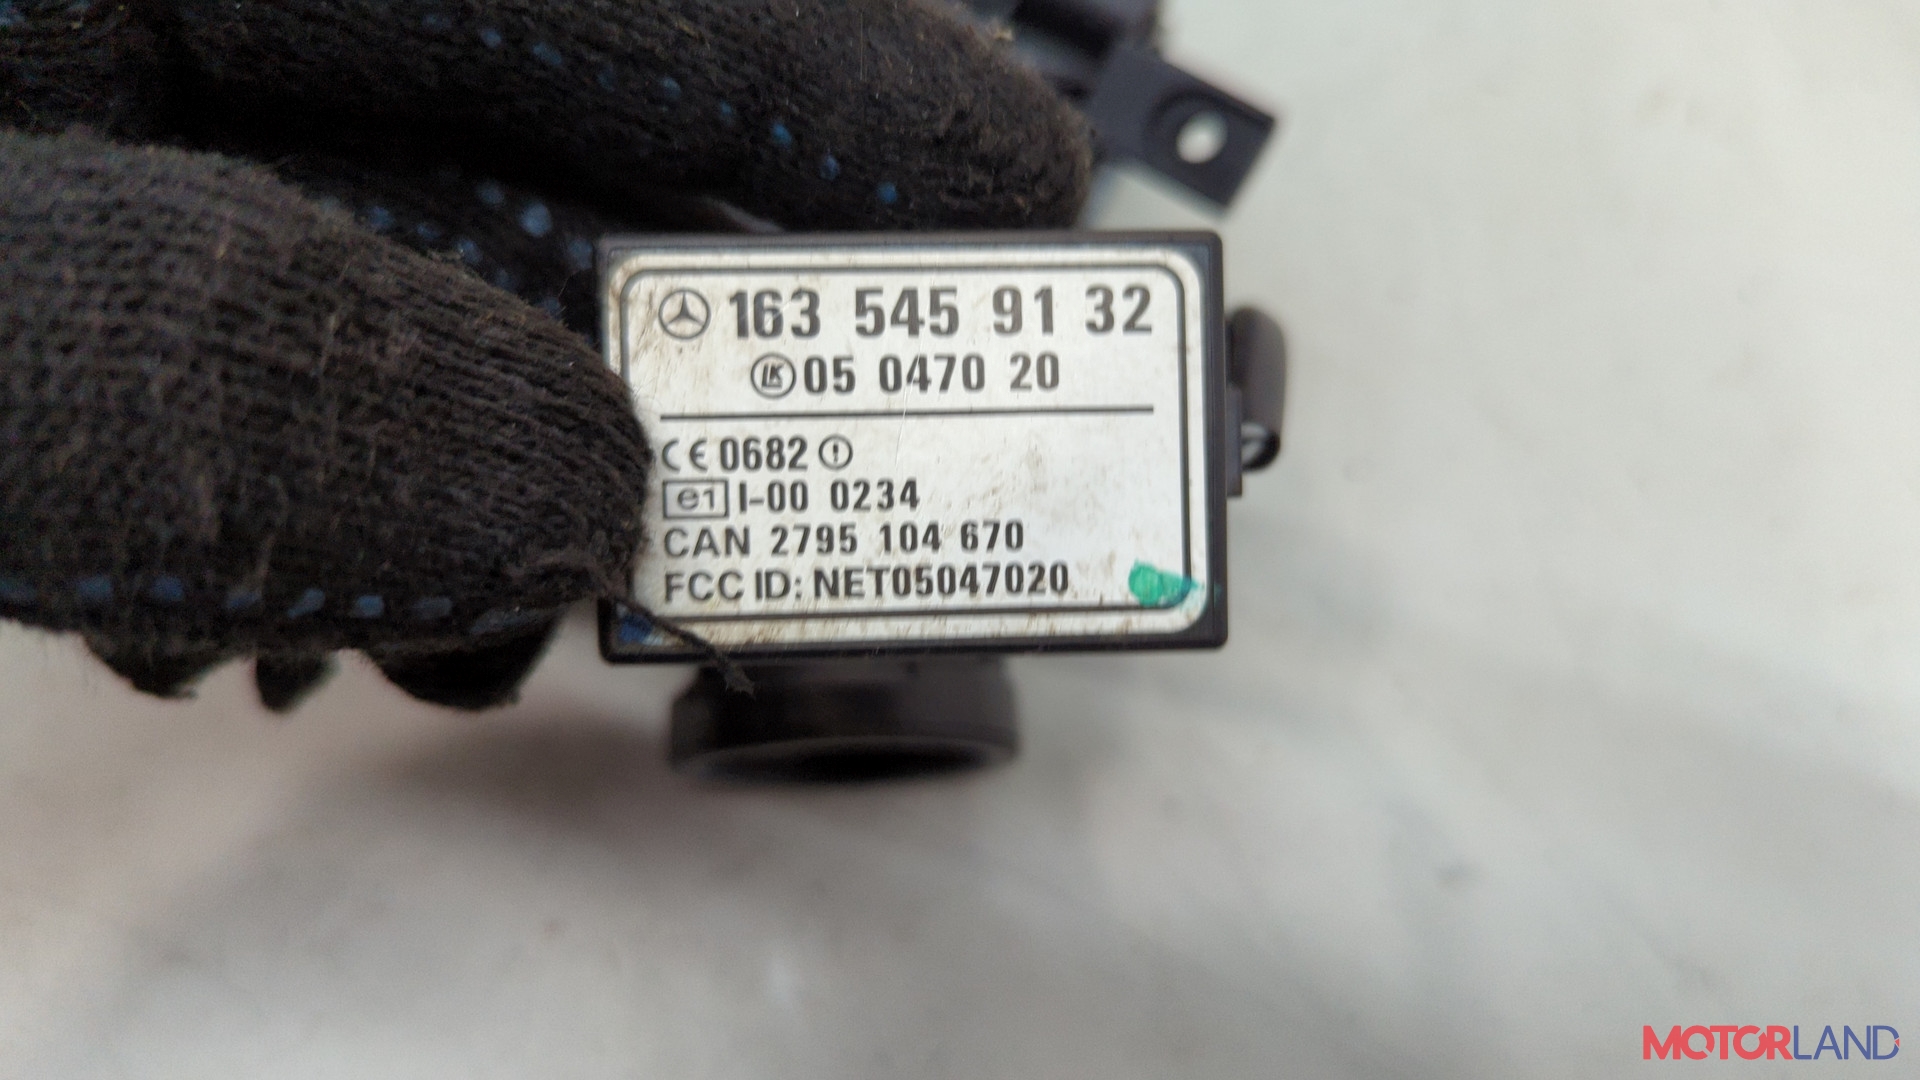 163 545 91 32
LK 05 0470 20
CE 0682
e1 I-00 0234
CAN 2795 104 670
FCC ID: NET05047020
MOTORLAND